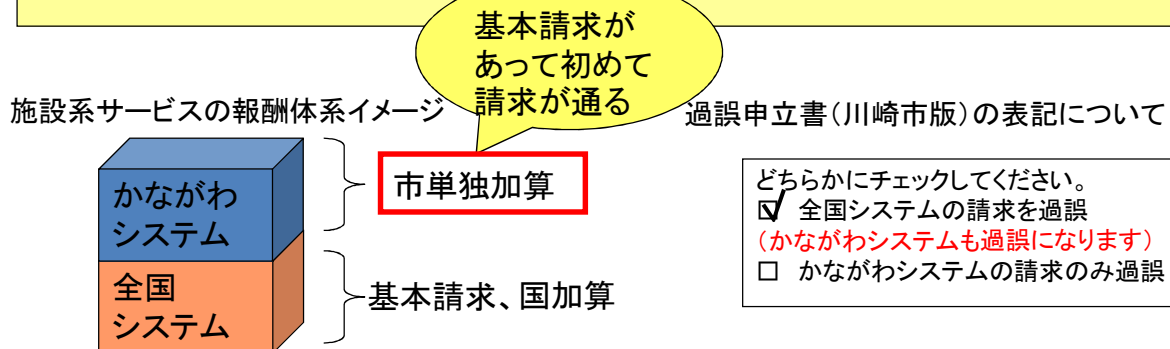 基本請求が
あって初めて
請求が通る
施設系サービスの報酬体系イメージ
過誤申立書(川崎市版)の表記について
かながわ
システム
市単独加算
全国
システム
基本請求、国加算
どちらかにチェックしてください。
☑ 全国システムの請求を過誤
(かながわシステムも過誤になります)
□ かながわシステムの請求のみ過誤